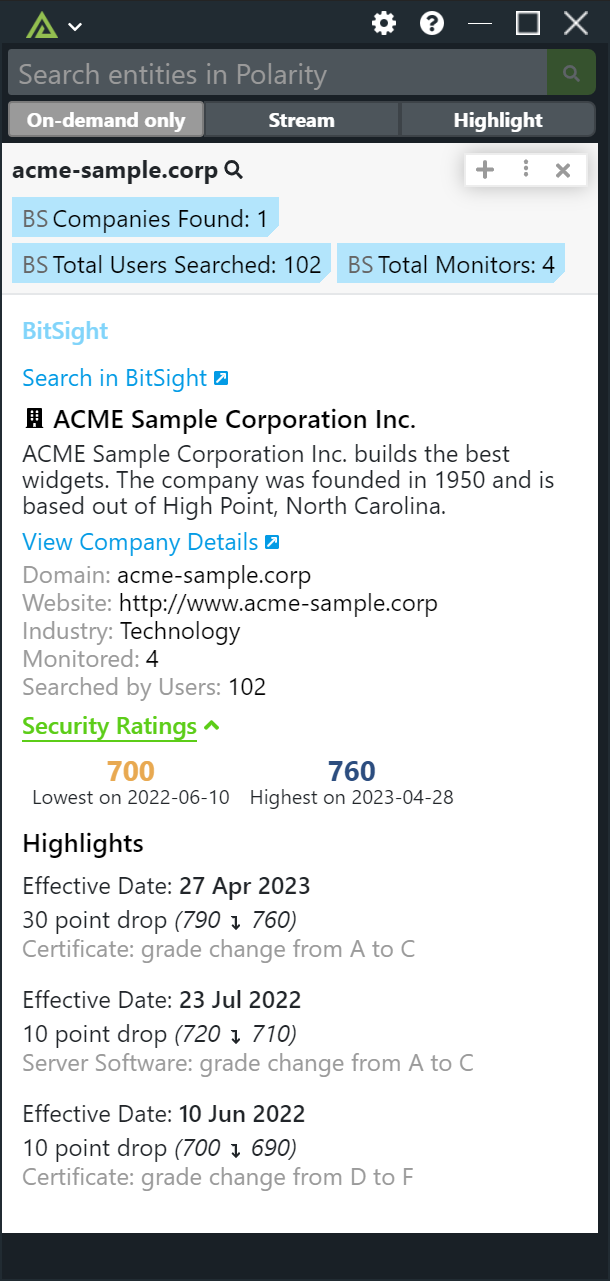 Search entities in Polarity
On-demand only Stream Highlight
acme-sample.corp
BS Companies Found: 1
BS Total Users Searched: 102 BS Total Monitors: 4
BitSight
Search in BitSight
ACME Sample Corporation Inc.
ACME Sample Corporation Inc. builds the best
widgets. The company was founded in 1950 and is
based out of High Point, North Carolina.
View Company Details
Domain: acme-sample.corp
Website: http://www.acme-sample.corp
Industry: Technology
Monitored: 4
Searched by Users: 102
Security Ratings
700 760
Lowest on 2022-06-10 Highest on 2023-04-28
Highlights
Effective Date: 27 Apr 2023
30 point drop (790 ↴ 760)
Certificate: grade change from A to C
Effective Date: 23 Jul 2022
10 point drop (720 ↴ 710)
Server Software: grade change from A to C
Effective Date: 10 Jun 2022
10 point drop (700 ↴ 690)
Certificate: grade change from D to F